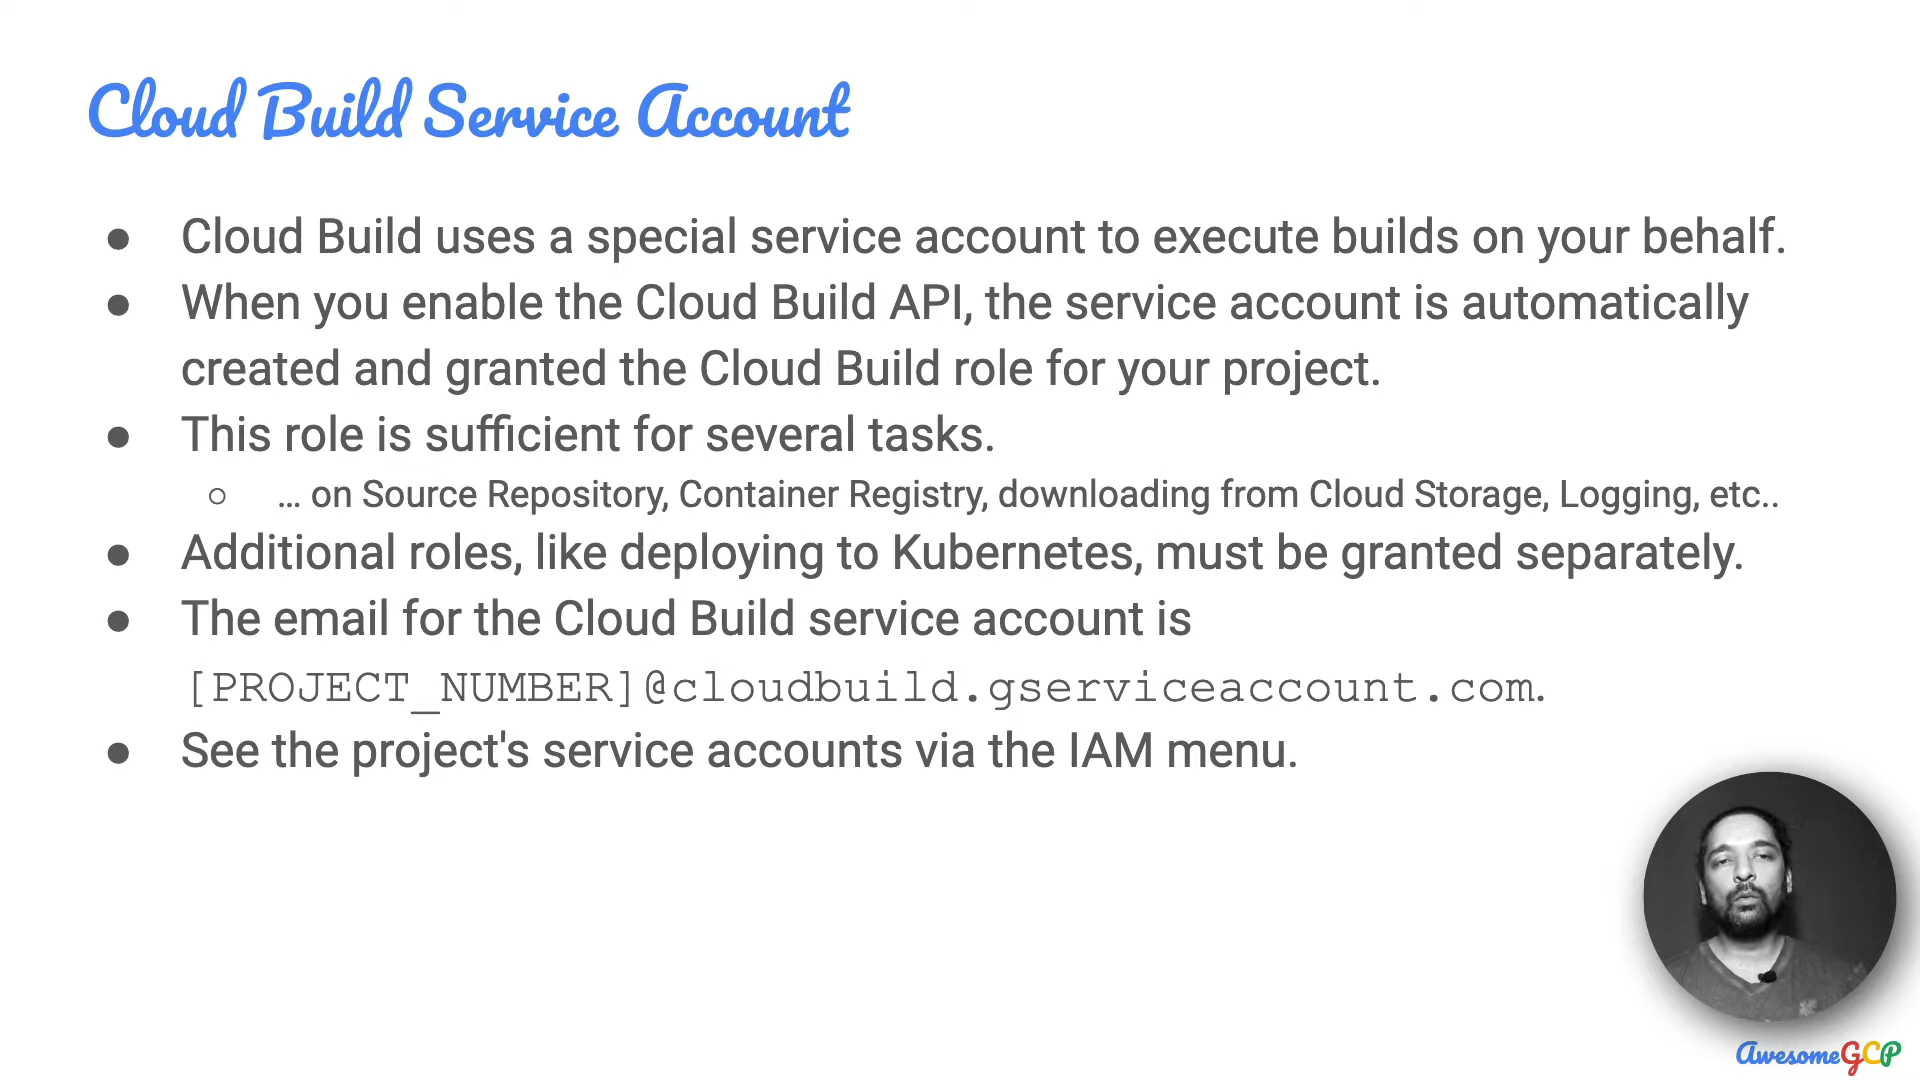 Cloud Build Service Account
● Cloud Build uses a special service account to execute builds on your behalf.
● When you enable the Cloud Build API, the service account is automatically
created and granted the Cloud Build role for your project.
● This role is sufficient for several tasks.
○ … on Source Repository, Container Registry, downloading from Cloud Storage, Logging, etc..
● Additional roles, like deploying to Kubernetes, must be granted separately.
● The email for the Cloud Build service account is
[PROJECT_NUMBER]@cloudbuild.gserviceaccount.com.
● See the project's service accounts via the IAM menu.
AwesomeGCP